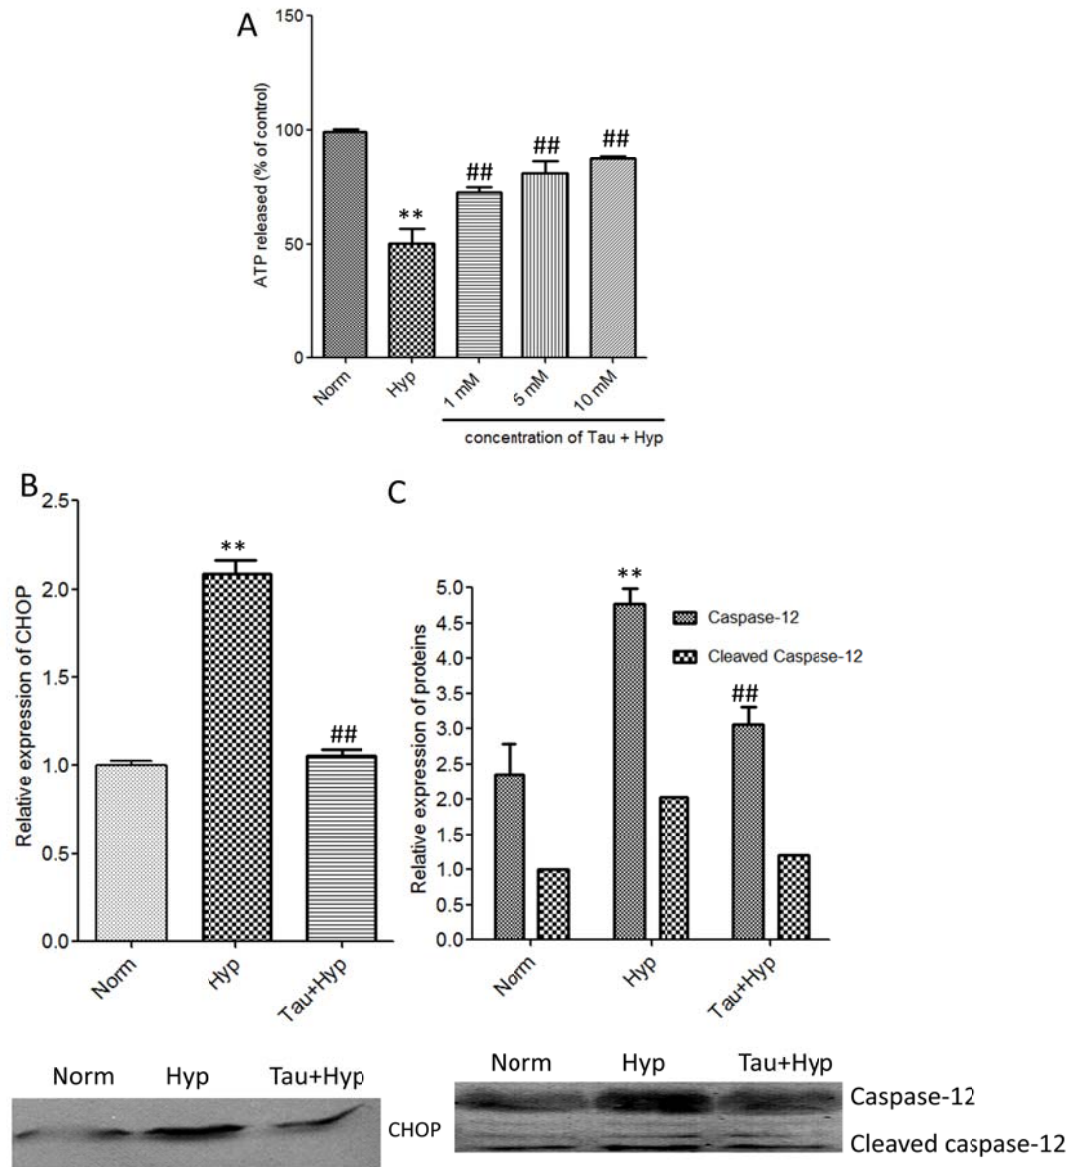 A
150
100
50
0
ATP released (% of control)
**
##
##
##
Norm
Hyp
1 mM
5 mM
10 mM
concentration of Tau + Hyp
B
2.5
2.0
1.5
1.0
0.5
0.0
Relative expression of CHOP
**
##
Norm
Hyp
Tau+Hyp
C
5.0
4.5
4.0
3.5
3.0
2.5
2.0
1.5
1.0
0.5
0.0
Relative expression of proteins
**
##
Caspase-12
Cleaved Caspase-12
Norm
Hyp
Tau+Hyp
Norm Hyp Tau+Hyp
CHOP
Norm Hyp Tau+Hyp
Caspase-12
Cleaved caspase-12